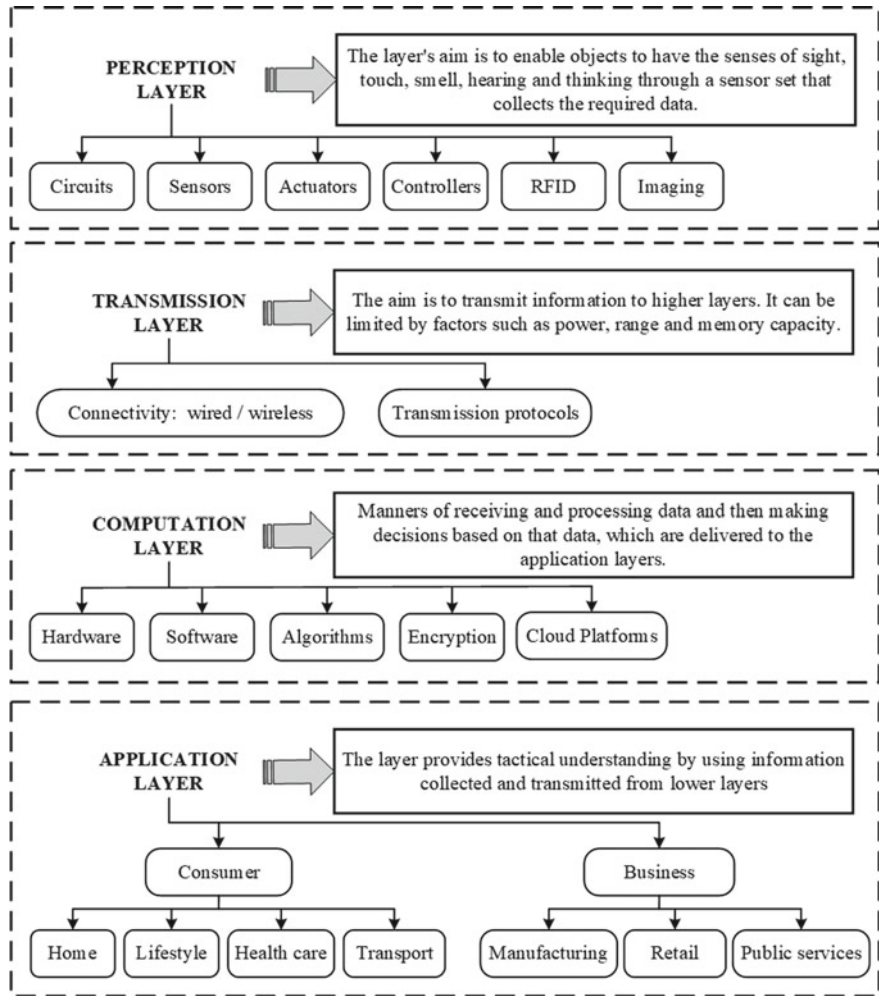 PERCEPTION
LAYER
The layer's aim is to enable objects to have the senses of sight,
touch, smell, hearing and thinking through a sensor set that
collects the required data.
Circuits
Sensors
Actuators
Controllers
RFID
Imaging
TRANSMISSION
LAYER
The aim is to transmit information to higher layers. It can be
limited by factors such as power, range and memory capacity.
Connectivity: wired / wireless
Transmission protocols
COMPUTATION
LAYER
Manners of receiving and processing data and then making
decisions based on that data, which are delivered to the
application layers.
Hardware
Software
Algorithms
Encryption
Cloud Platforms
APPLICATION
LAYER
The layer provides tactical understanding by using information
collected and transmitted from lower layers
Consumer
Business
Home
Lifestyle
Health care
Transport
Manufacturing
Retail
Public services